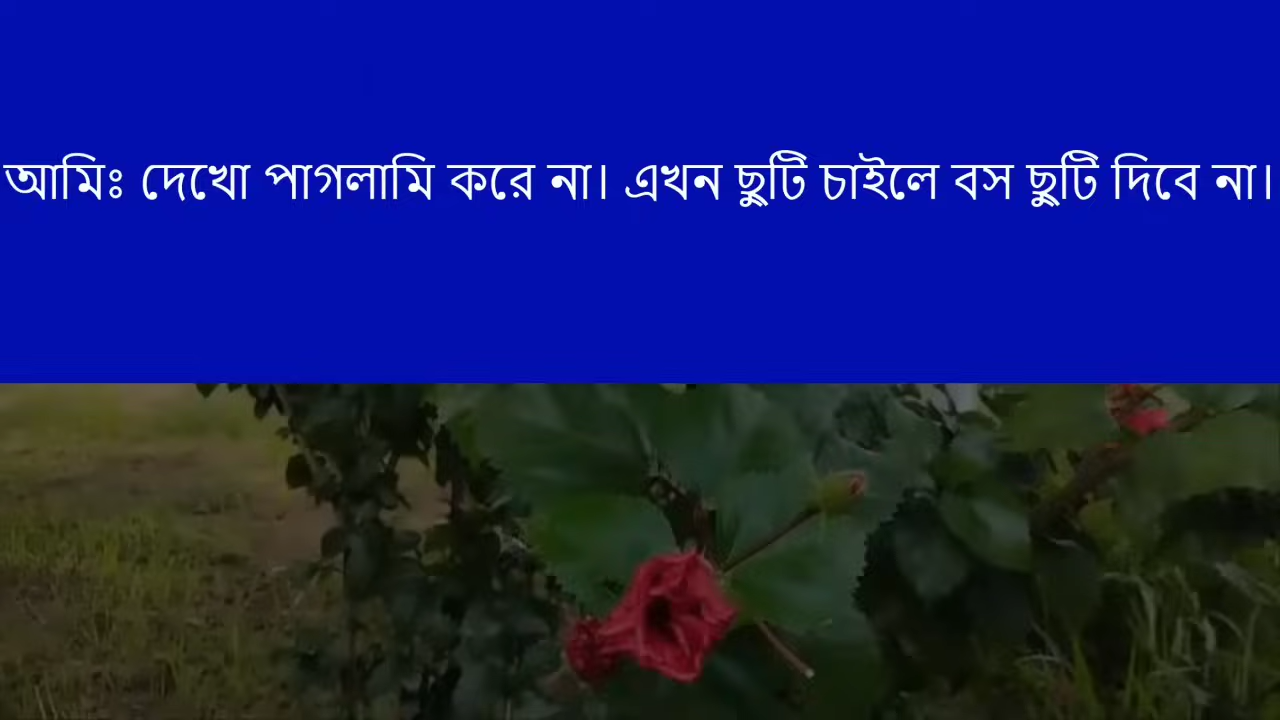 আমিঃ দেখো পাগলামি করে না। এখন ছুটি চাইলে বস ছুটি দিবে না।